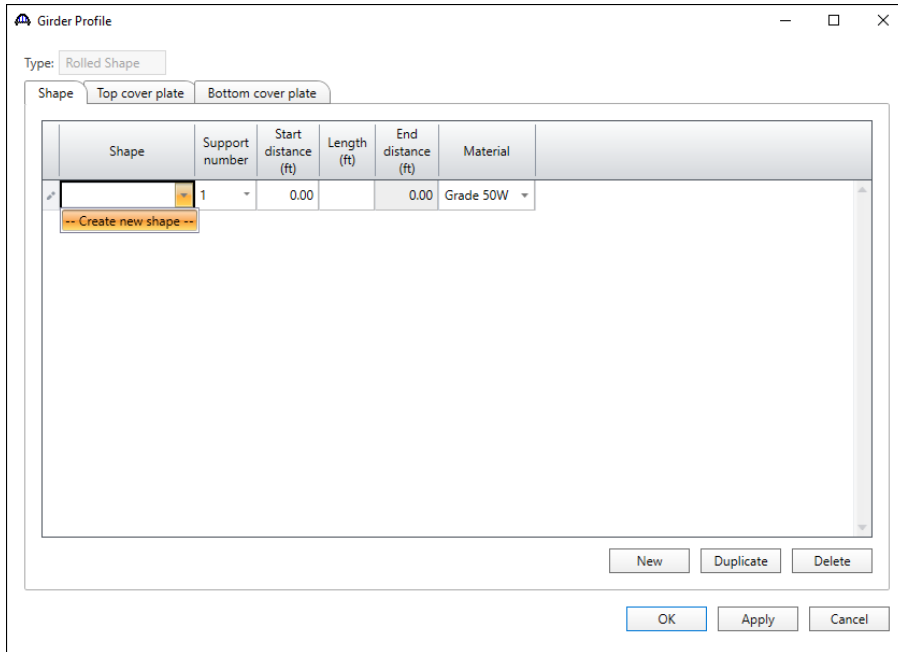 Girder Profile
Type: Rolled Shape
Shape Top cover plate Bottom cover plate
Shape
Support number
Start distance (ft)
Length (ft)
End distance (ft)
Material
1 0.00 0.00 Grade 50W
-- Create new shape --
New Duplicate Delete
OK Apply Cancel